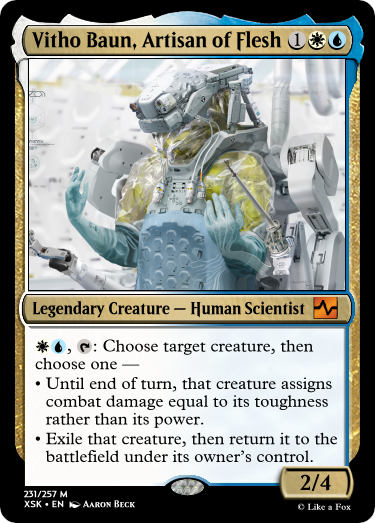 Vitho Baun, Artisan of Flesh 1
Legendary Creature — Human Scientist
, : Choose target creature, then
choose one —
• Until end of turn, that creature assigns
combat damage equal to its toughness
rather than its power.
• Exile that creature, then return it to the
battlefield under its owner's control.
2/4
231/257 M
XSK • EN Aaron Beck
© Like a Fox